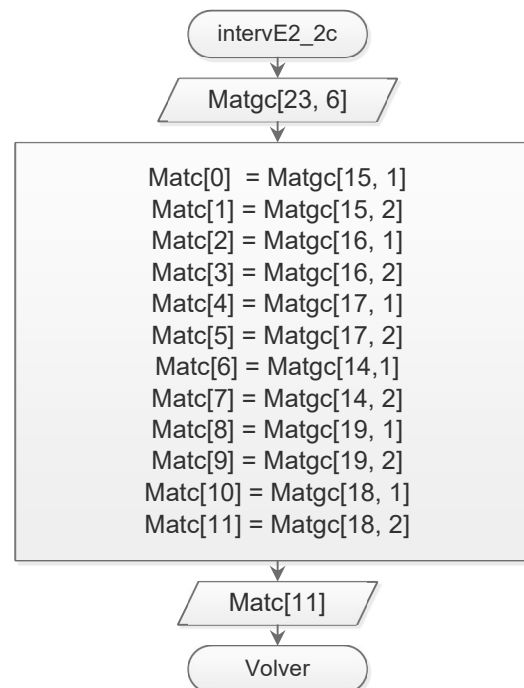 intervE2_2c
Matgc[23, 6]
Matc[0]  = Matgc[15, 1]
Matc[1] = Matgc[15, 2]
Matc[2] = Matgc[16, 1]
Matc[3] = Matgc[16, 2]
Matc[4] = Matgc[17, 1]
Matc[5] = Matgc[17, 2]
Matc[6] = Matgc[14,1]
Matc[7] = Matgc[14, 2]
Matc[8] = Matgc[19, 1]
Matc[9] = Matgc[19, 2]
Matc[10] = Matgc[18, 1]
Matc[11] = Matgc[18, 2]
Matc[11]
Volver